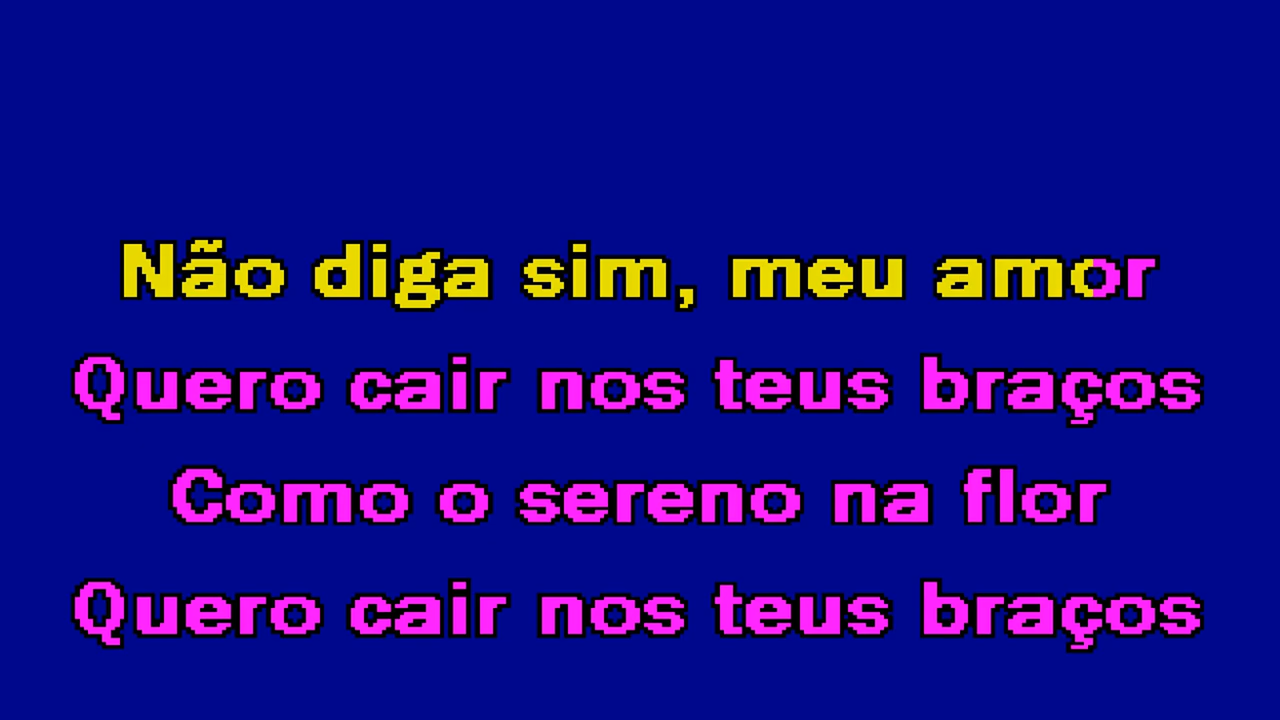 Não diga sim, meu amor
Quero cair nos teus braços
Como o sereno na flor
Quero cair nos teus braços